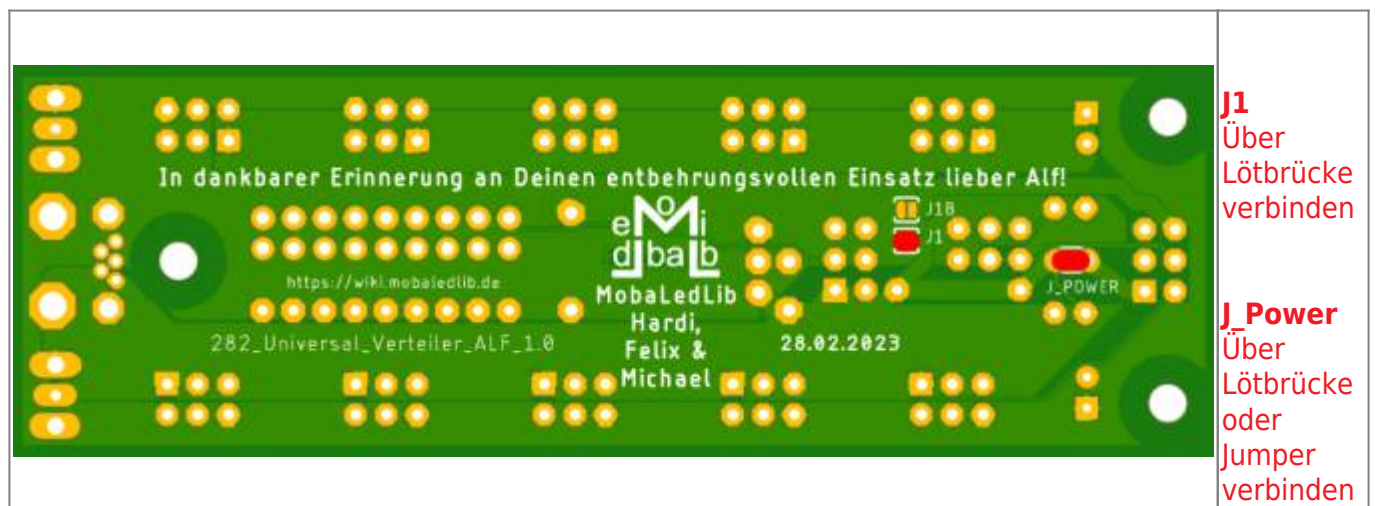 In dankbarer Erinnerung an Deinen entbehrungsvollen Einsatz lieber Alf!
J1B
J1
e m o i
d ba l b
https://wiki.mobaledlib.de
J_POWER
MobaLedLib
Hardi,
Felix &
Michael
282_Universal_Verteiler_ALF_1.0
28.02.2023
J1
Über
Lötbrücke
verbinden
J_Power
Über
Lötbrücke
oder
Jumper
verbinden